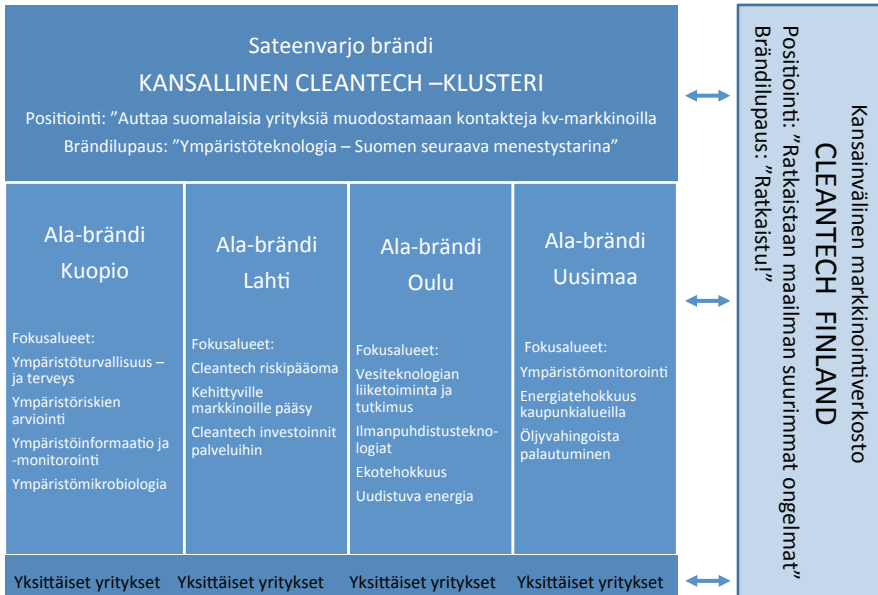 Sateenvarjo brändi
KANSALLINEN CLEANTECH –KLUSTERI
Positiointi: ”Auttaa suomalaisia yrityksiä muodostamaan kontakteja kv-markkinoilla
Brändilupaus: ”Ympäristöteknologia – Suomen seuraava menestystarina”
Ala-brändi
Kuopio
Fokusalueet:
Ympäristöturvallisuus –
ja terveys
Ympäristöriskien
arviointi
Ympäristöinformaatio ja
-monitorointi
Ympäristömikrobiologia
Ala-brändi
Lahti
Fokusalueet:
Cleantech riskipääoma
Kehittyville
markkinoille pääsy
Cleantech investoinnit
palveluihin
Ala-brändi
Oulu
Fokusalueet:
Vesiteknologian
liiketoiminta ja
tutkimus
Ilmanpuhdistustekno-
logiat
Ekotehokkuus
Uudistuva energia
Ala-brändi
Uusimaa
Fokusalueet:
Ympäristömonitorointi
Energiatehokkuus
kaupunkialueilla
Öljyvahingoista
palautuminen
Yksittäiset yritykset
Yksittäiset yritykset
Yksittäiset yritykset
Yksittäiset yritykset
Kansainvälinen markkinointiverkosto
CLEANTECH FINLAND
Positiointi: ”Ratkaistaan maailman suurimmat ongelmat”
Brändilupaus: ”Ratkaistu!”